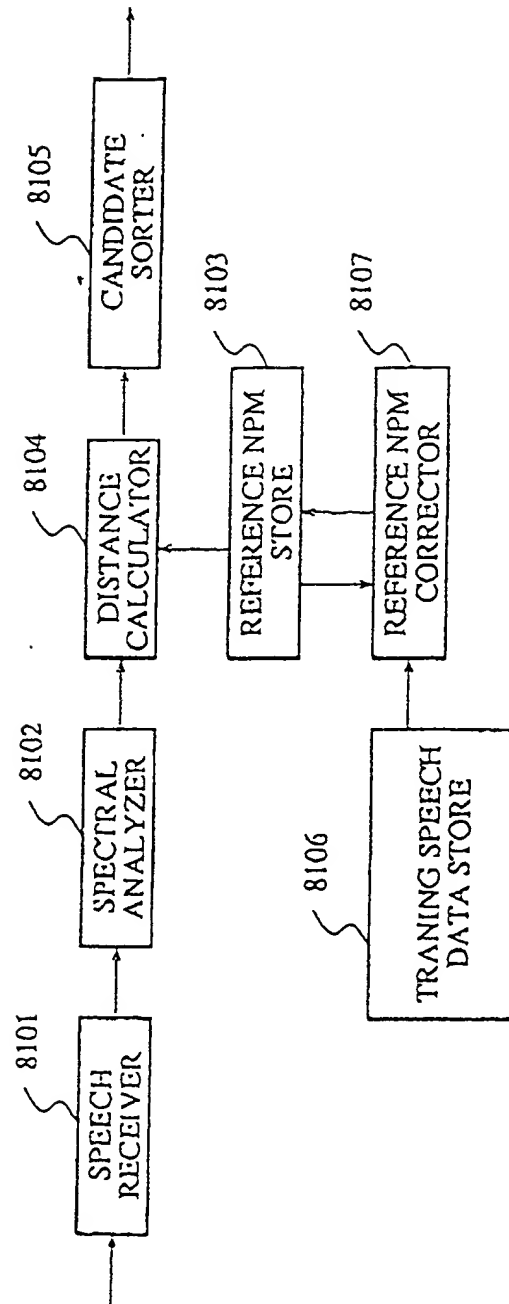 8101
SPEECH
RECEIVER
8102
SPECTRAL
ANALYZER
8104
DISTANCE
CALCULATOR
8105
CANDIDATE
SORTER
8103
REFERENCE NPM
STORE
8106
TRANING SPEECH
DATA STORE
8107
REFERENCE NPM
CORRECTOR